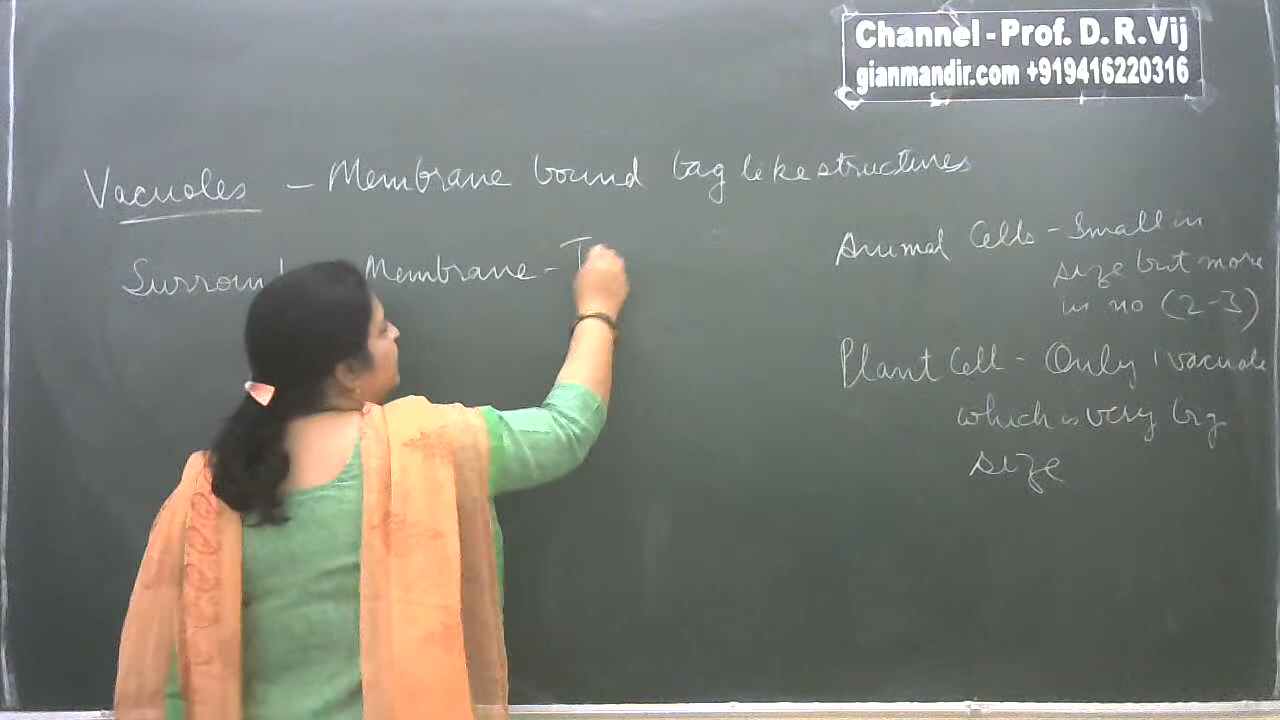 Channel - Prof. D. R. Vij
gianmandir.com +919416220316
Vacuoles - Membrane bound bag like structures
Membrane - T
Animal Cells - Small in
size but more
in no (2-3)
Plant Cell - Only 1 vacuole
which is very big
size